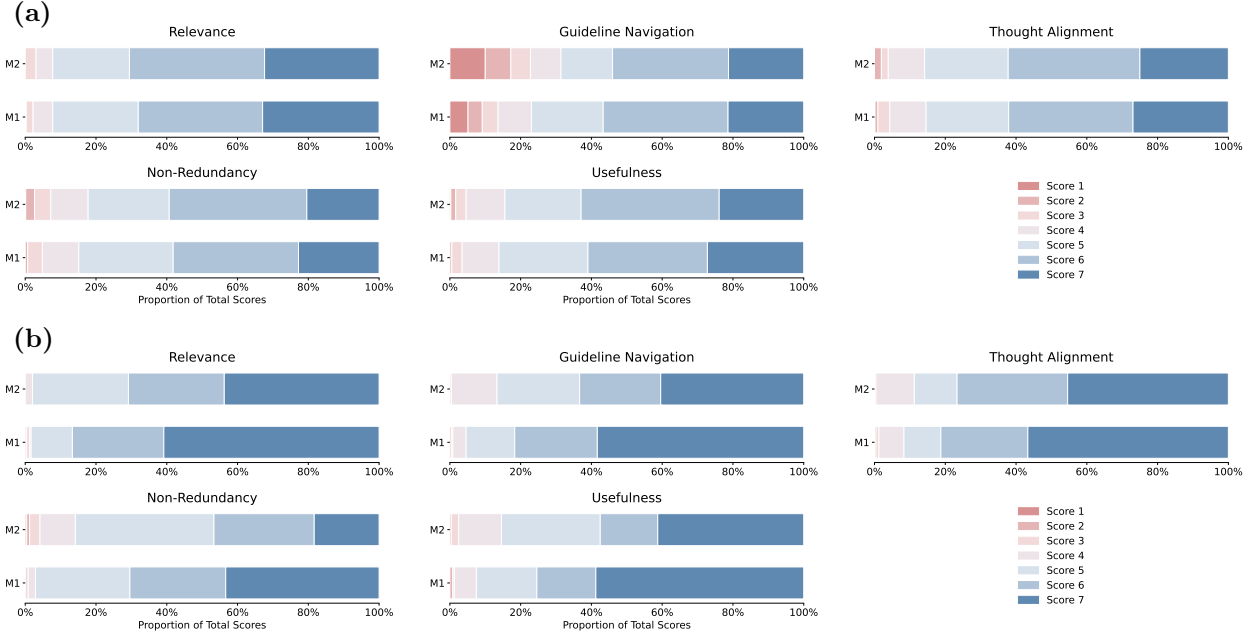 (a)
Relevance
M2
M1
0% 20% 40% 60% 80% 100%
Guideline Navigation
M2
M1
0% 20% 40% 60% 80% 100%
Thought Alignment
M2
M1
0% 20% 40% 60% 80% 100%
Non-Redundancy
M2
M1
0% 20% 40% 60% 80% 100%
Proportion of Total Scores
Usefulness
M2
M1
0% 20% 40% 60% 80% 100%
Proportion of Total Scores
Score 1
Score 2
Score 3
Score 4
Score 5
Score 6
Score 7
(b)
Relevance
M2
M1
0% 20% 40% 60% 80% 100%
Guideline Navigation
M2
M1
0% 20% 40% 60% 80% 100%
Thought Alignment
M2
M1
0% 20% 40% 60% 80% 100%
Non-Redundancy
M2
M1
0% 20% 40% 60% 80% 100%
Proportion of Total Scores
Usefulness
M2
M1
0% 20% 40% 60% 80% 100%
Proportion of Total Scores
Score 1
Score 2
Score 3
Score 4
Score 5
Score 6
Score 7